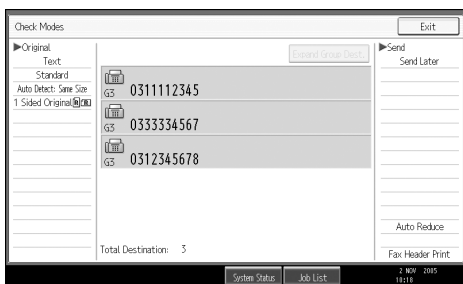 Check Modes
Exit
▶Original
Text
Standard
Auto Detect: Same Size
1 Sided Original
Expand Group Dest.
G3 0311112345
G3 0333334567
G3 0312345678
Total Destination: 3
▶Send
Send Later
Auto Reduce
Fax Header Print
System Status
Job List
2 NOV 2005
10:18